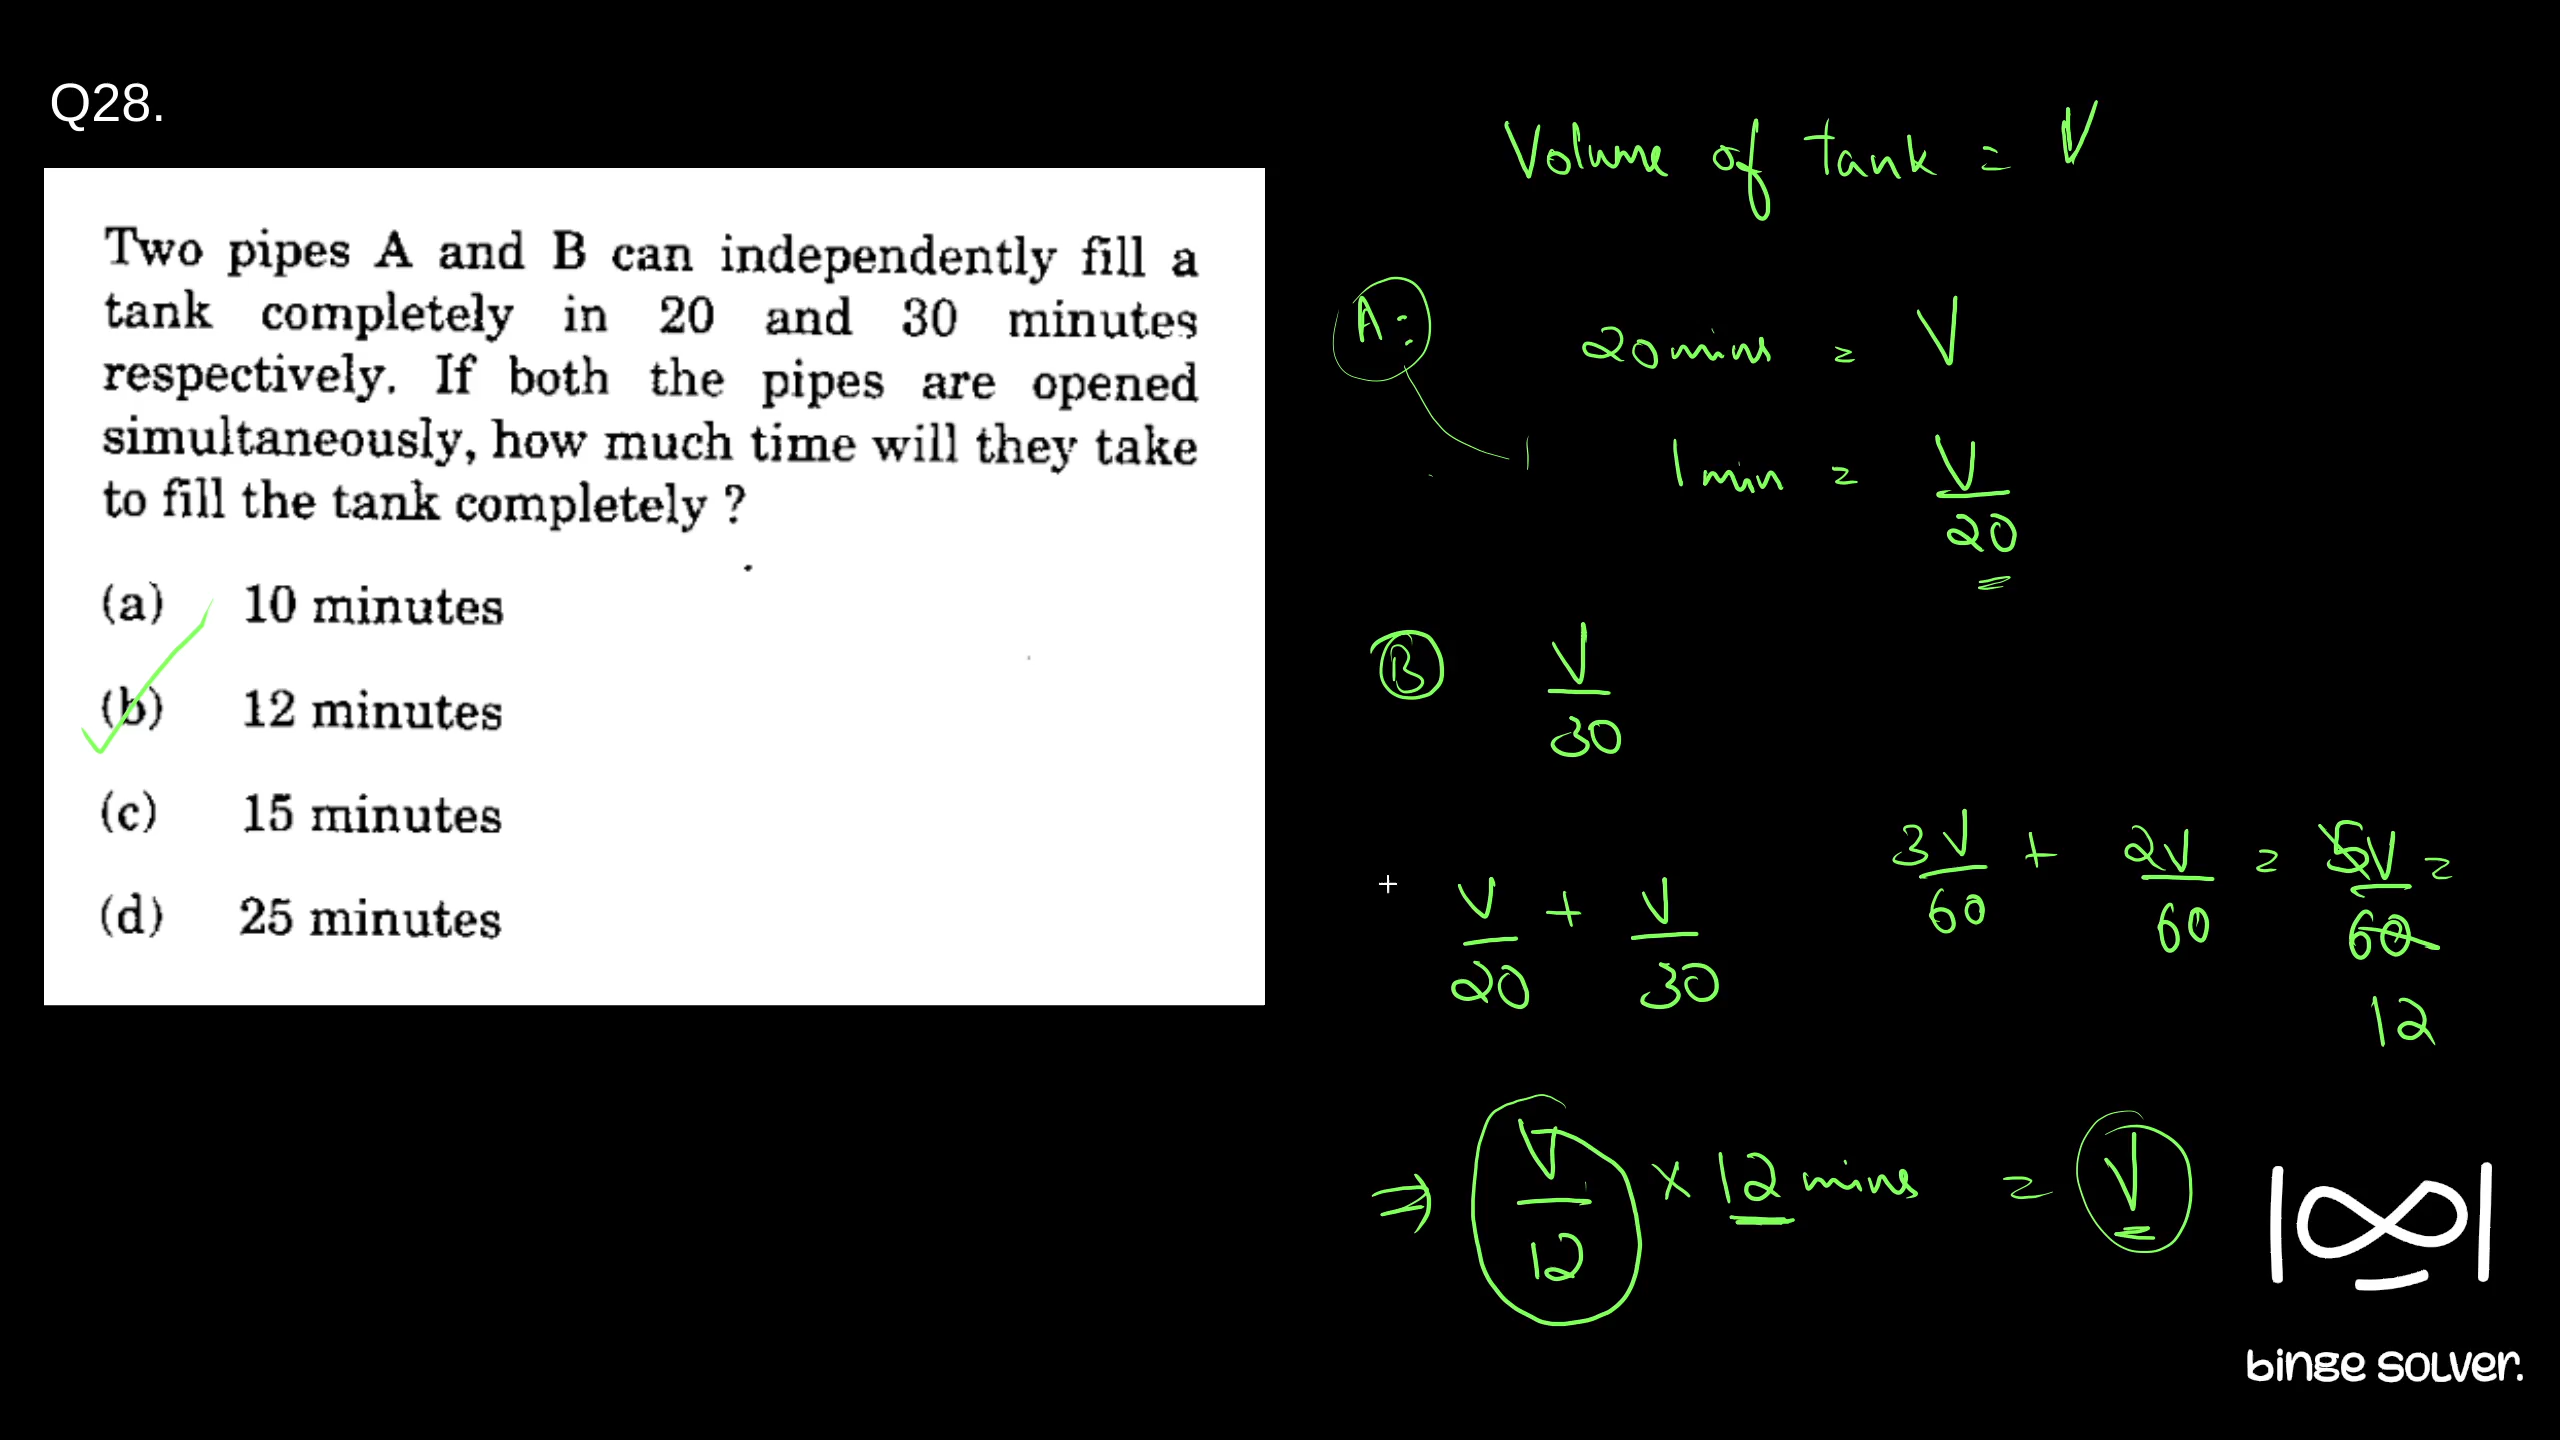 Q28.
Two pipes A and B can independently fill a
tank completely in 20 and 30 minutes
respectively. If both the pipes are opened
simultaneously, how much time will they take
to fill the tank completely ?
(a) 10 minutes
(b) 12 minutes
(c) 15 minutes
(d) 25 minutes
Volume of tank = V
A: 20 mins = V
1 min = V/20
B V/30
V/20 + V/30
3V/60 + 2V/60 = 5V/60 =
12
⇒ V/12 × 12 mins = V
binge solver.